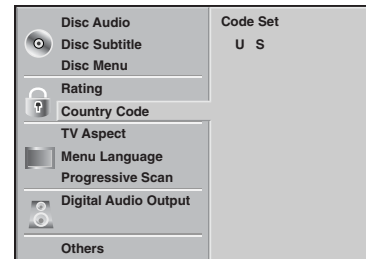 Disc Audio
Disc Subtitle
Disc Menu
Rating
Country Code
TV Aspect
Menu Language
Progressive Scan
Digital Audio Output
Others
Code Set
U S